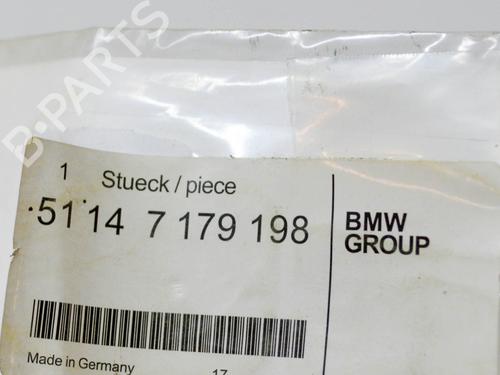 B-PARTS
1 Stueck / piece
51 14 7 179 198
BMW
GROUP
Made in Germany
17